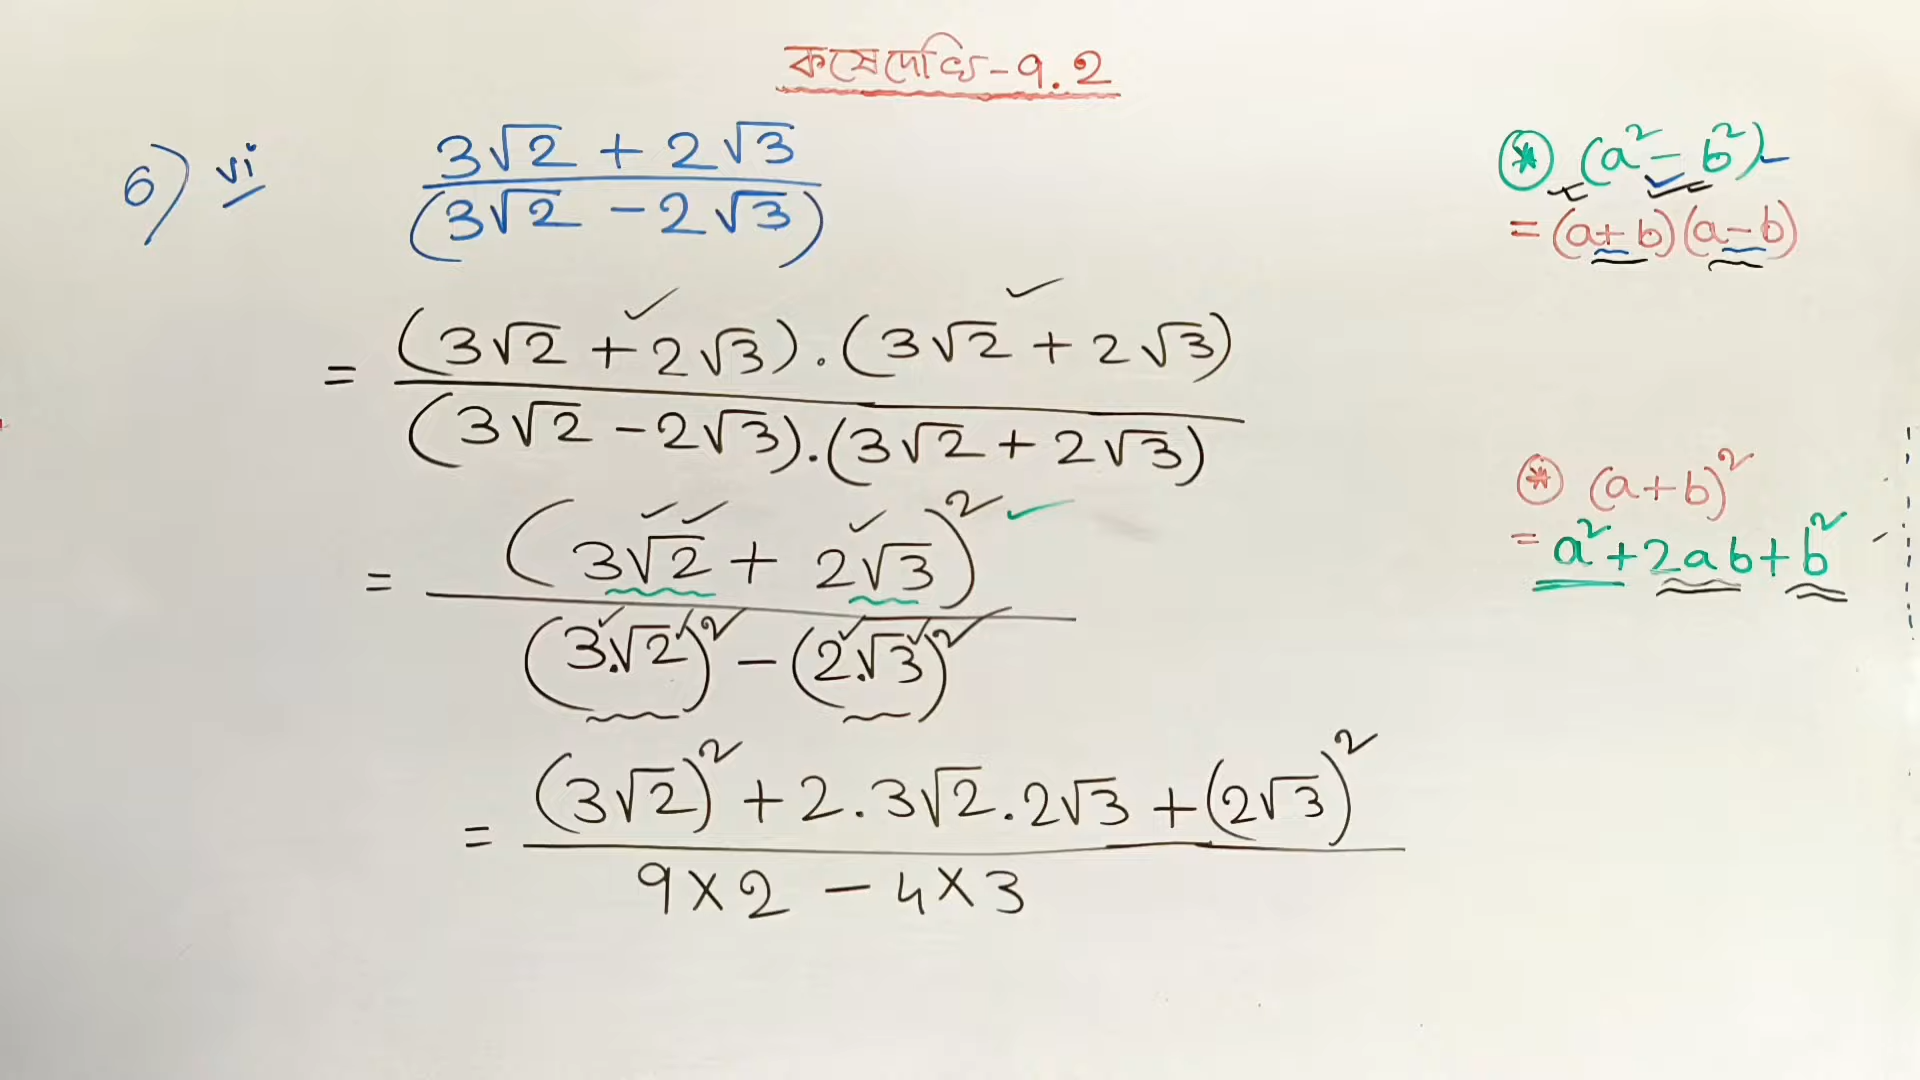 কষে দেখি - ৭.২
6) vi (3√2 + 2√3) / (3√2 - 2√3)
= (3√2 + 2√3).(3√2 + 2√3) / (3√2 - 2√3).(3√2 + 2√3)
= (3√2 + 2√3)² / (3.√2)² - (2.√3)²
= (3√2)² + 2.3√2.2√3 + (2√3)² / 9×2 - 4×3
* (a² - b²)
= (a+b)(a-b)
* (a+b)²
= a²+2ab+b²